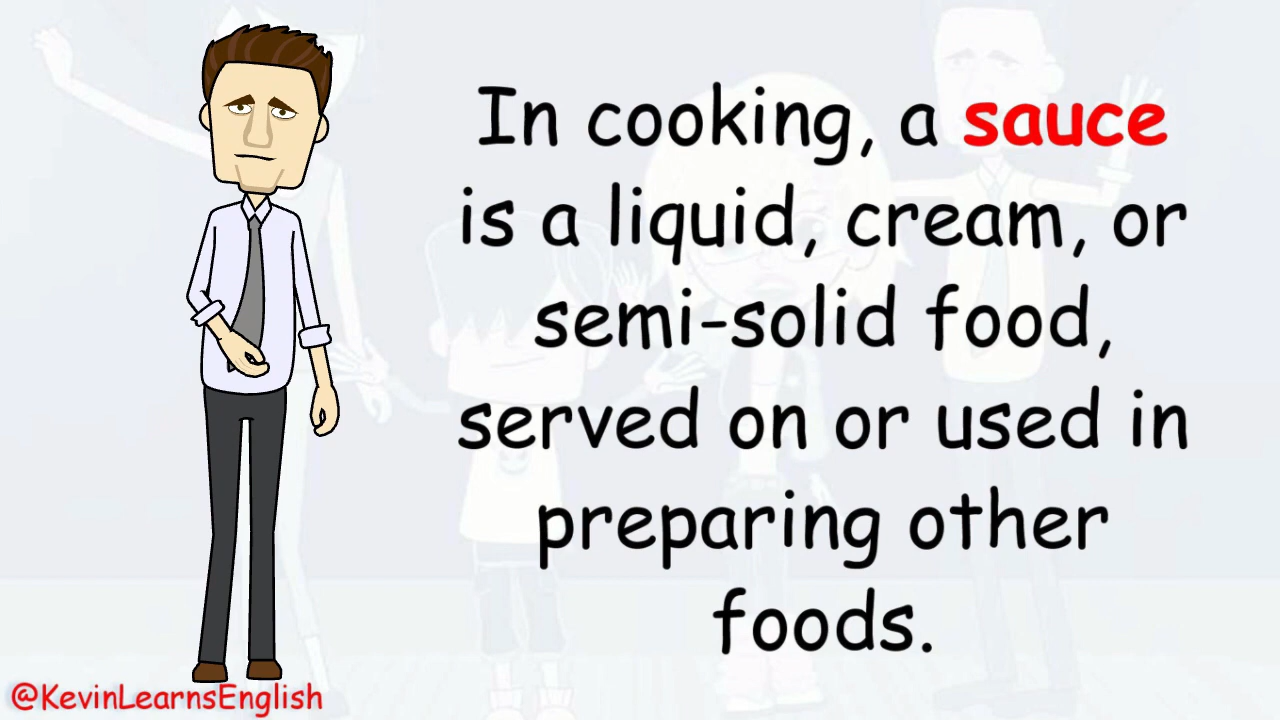 In cooking, a sauce
is a liquid, cream, or
semi-solid food,
served on or used in
preparing other
foods.
@KevinLearnsEnglish